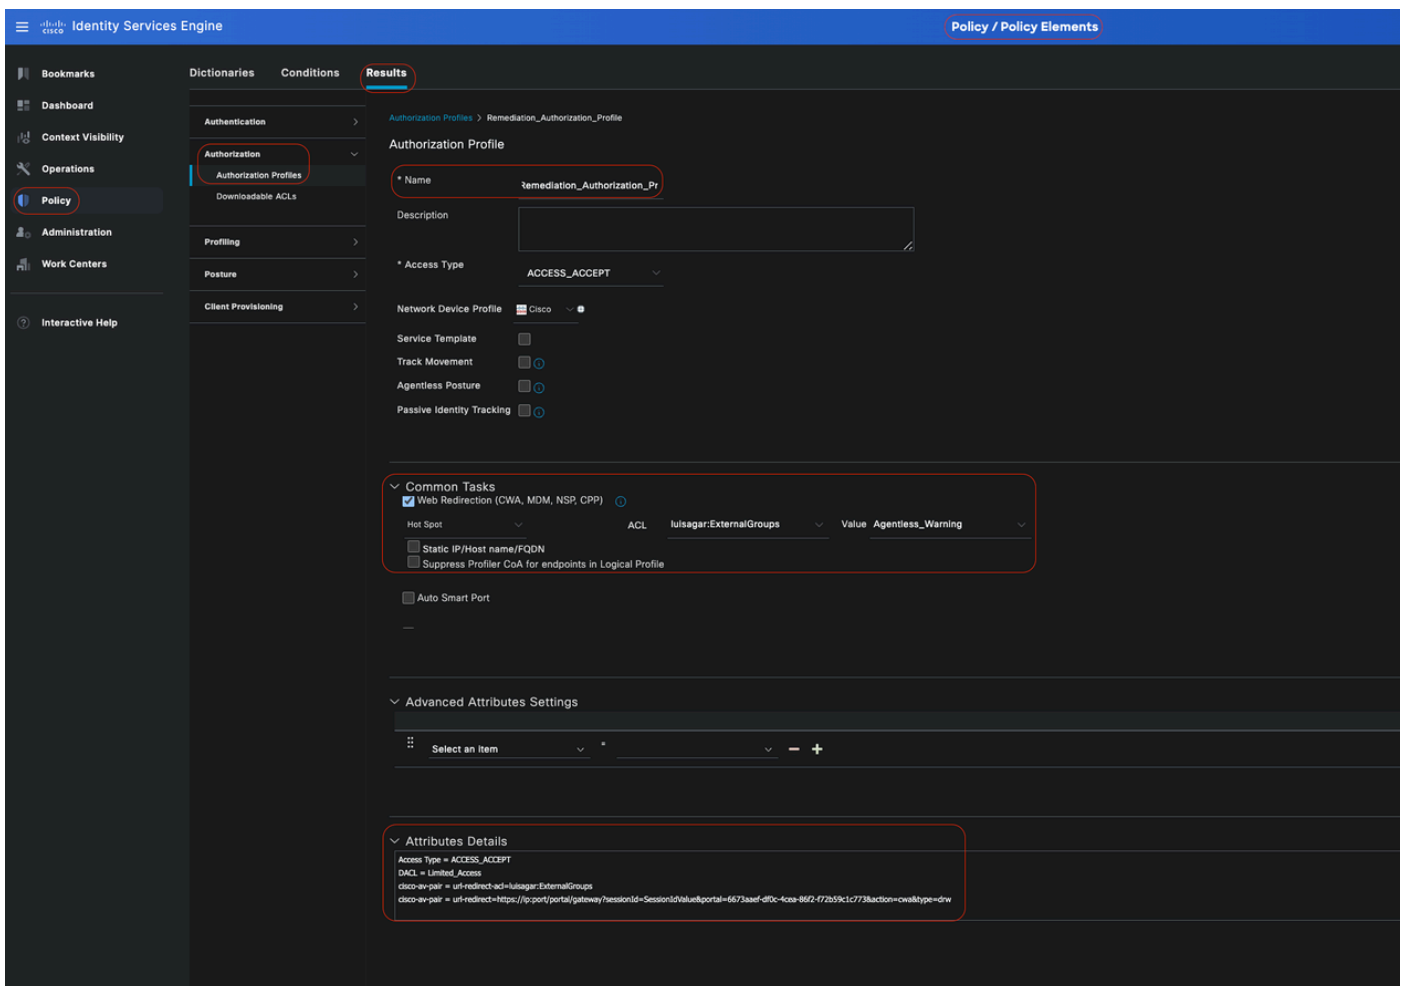 cisco Identity Services Engine
Policy / Policy Elements
Bookmarks
Dashboard
Context Visibility
Operations
Policy
Administration
Work Centers
Interactive Help
Dictionaries Conditions Results
Authentication
Authorization
Authorization Profiles
Downloadable ACLs
Profiling
Posture
Client Provisioning
Authorization Profiles > Remediation_Authorization_Profile
Authorization Profile
* Name Remediation_Authorization_Pr
Description
* Access Type ACCESS_ACCEPT
Network Device Profile Cisco
Service Template
Track Movement
Agentless Posture
Passive Identity Tracking
Common Tasks
Web Redirection (CWA, MDM, NSP, CPP)
Hot Spot ACL luisagar:ExternalGroups Value Agentless_Warning
Static IP/Host name/FQDN
Suppress Profiler CoA for endpoints in Logical Profile
Auto Smart Port
Advanced Attributes Settings
Select an item =
Attributes Details
Access Type = ACCESS_ACCEPT
DACL = Limited_Access
cisco-av-pair = url-redirect-acl=luisagar:ExternalGroups
cisco-av-pair = url-redirect=https://ip:port/portal/gateway?sessionId=SessionIdValue&portal=6673aaef-df0c-4cea-86f2-f72b59c1c773&action=cwa&type=drw